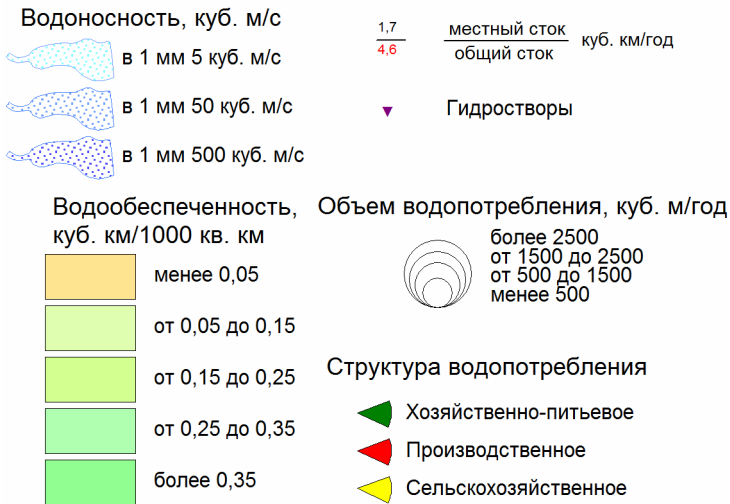 Водоносность, куб. м/с
в 1 мм 5 куб. м/с
в 1 мм 50 куб. м/с
в 1 мм 500 куб. м/с
1,7
4,6
местный сток
общий сток
куб. км/год
Гидростворы
Водообеспеченность,
куб. км/1000 кв. км
менее 0,05
от 0,05 до 0,15
от 0,15 до 0,25
от 0,25 до 0,35
более 0,35
Объем водопотребления, куб. м/год
более 2500
от 1500 до 2500
от 500 до 1500
менее 500
Структура водопотребления
Хозяйственно-питьевое
Производственное
Сельскохозяйственное